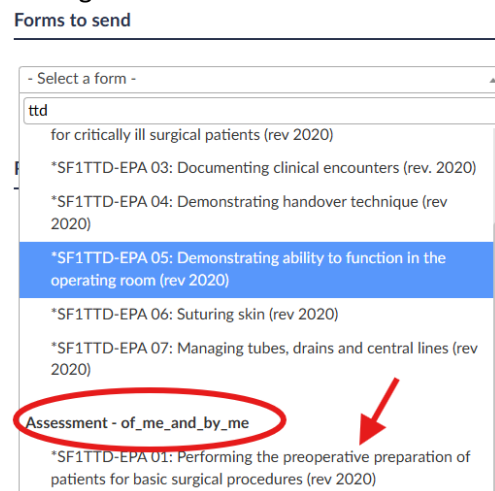 Forms to send
- Select a form -
ttd
for critically ill surgical patients (rev 2020)
*SF1TTD-EPA 03: Documenting clinical encounters (rev. 2020)
*SF1TTD-EPA 04: Demonstrating handover technique (rev
2020)
*SF1TTD-EPA 05: Demonstrating ability to function in the
operating room (rev 2020)
*SF1TTD-EPA 06: Suturing skin (rev 2020)
*SF1TTD-EPA 07: Managing tubes, drains and central lines (rev
2020)
Assessment - of_me_and_by_me
*SF1TTD-EPA 01: Performing the preoperative preparation of
patients for basic surgical procedures (rev 2020)